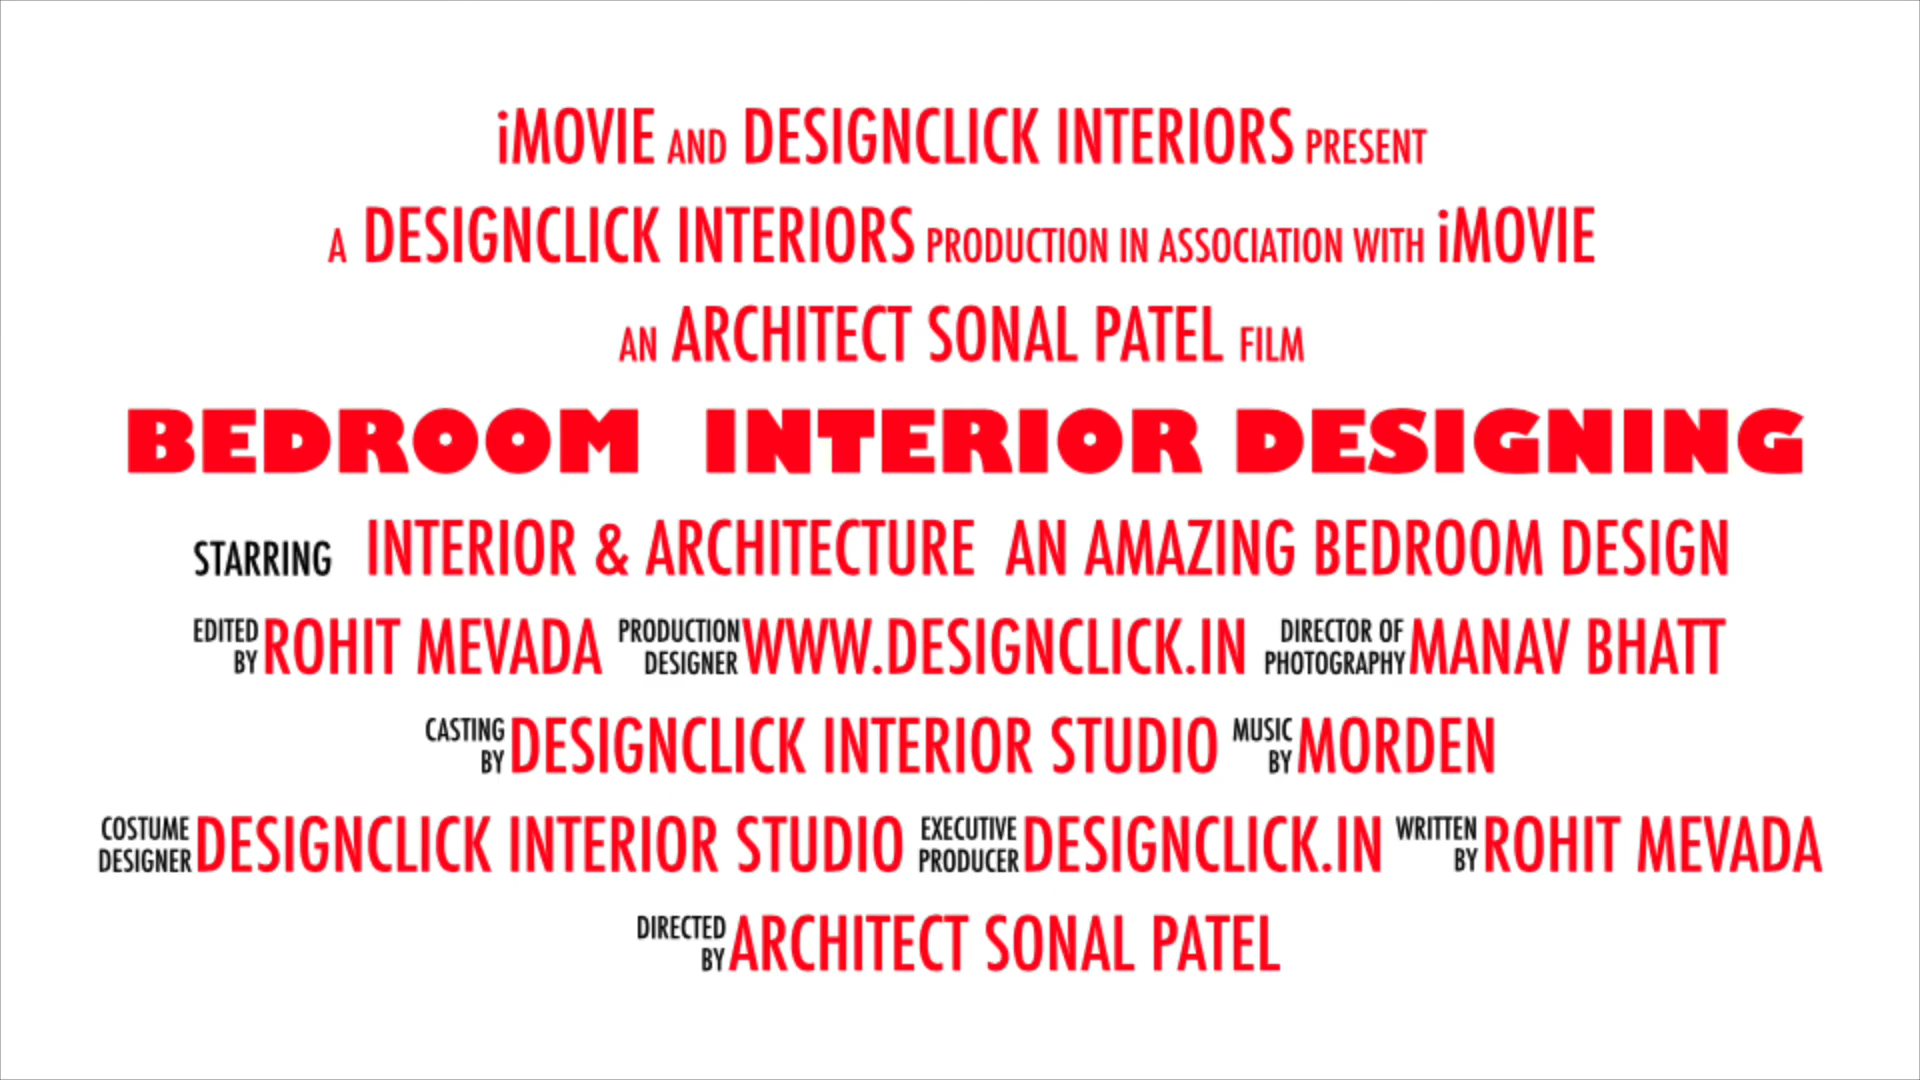 iMOVIE AND DESIGNCLICK INTERIORS PRESENT
A DESIGNCLICK INTERIORS PRODUCTION IN ASSOCIATION WITH iMOVIE
AN ARCHITECT SONAL PATEL FILM
BEDROOM INTERIOR DESIGNING
STARRING INTERIOR & ARCHITECTURE AN AMAZING BEDROOM DESIGN
EDITED BY ROHIT MEVADA PRODUCTION DESIGNER WWW.DESIGNCLICK.IN DIRECTOR OF PHOTOGRAPHY MANAV BHATT
CASTING BY DESIGNCLICK INTERIOR STUDIO MUSIC BY MORDEN
COSTUME DESIGNER DESIGNCLICK INTERIOR STUDIO EXECUTIVE PRODUCER DESIGNCLICK.IN WRITTEN BY ROHIT MEVADA
DIRECTED BY ARCHITECT SONAL PATEL